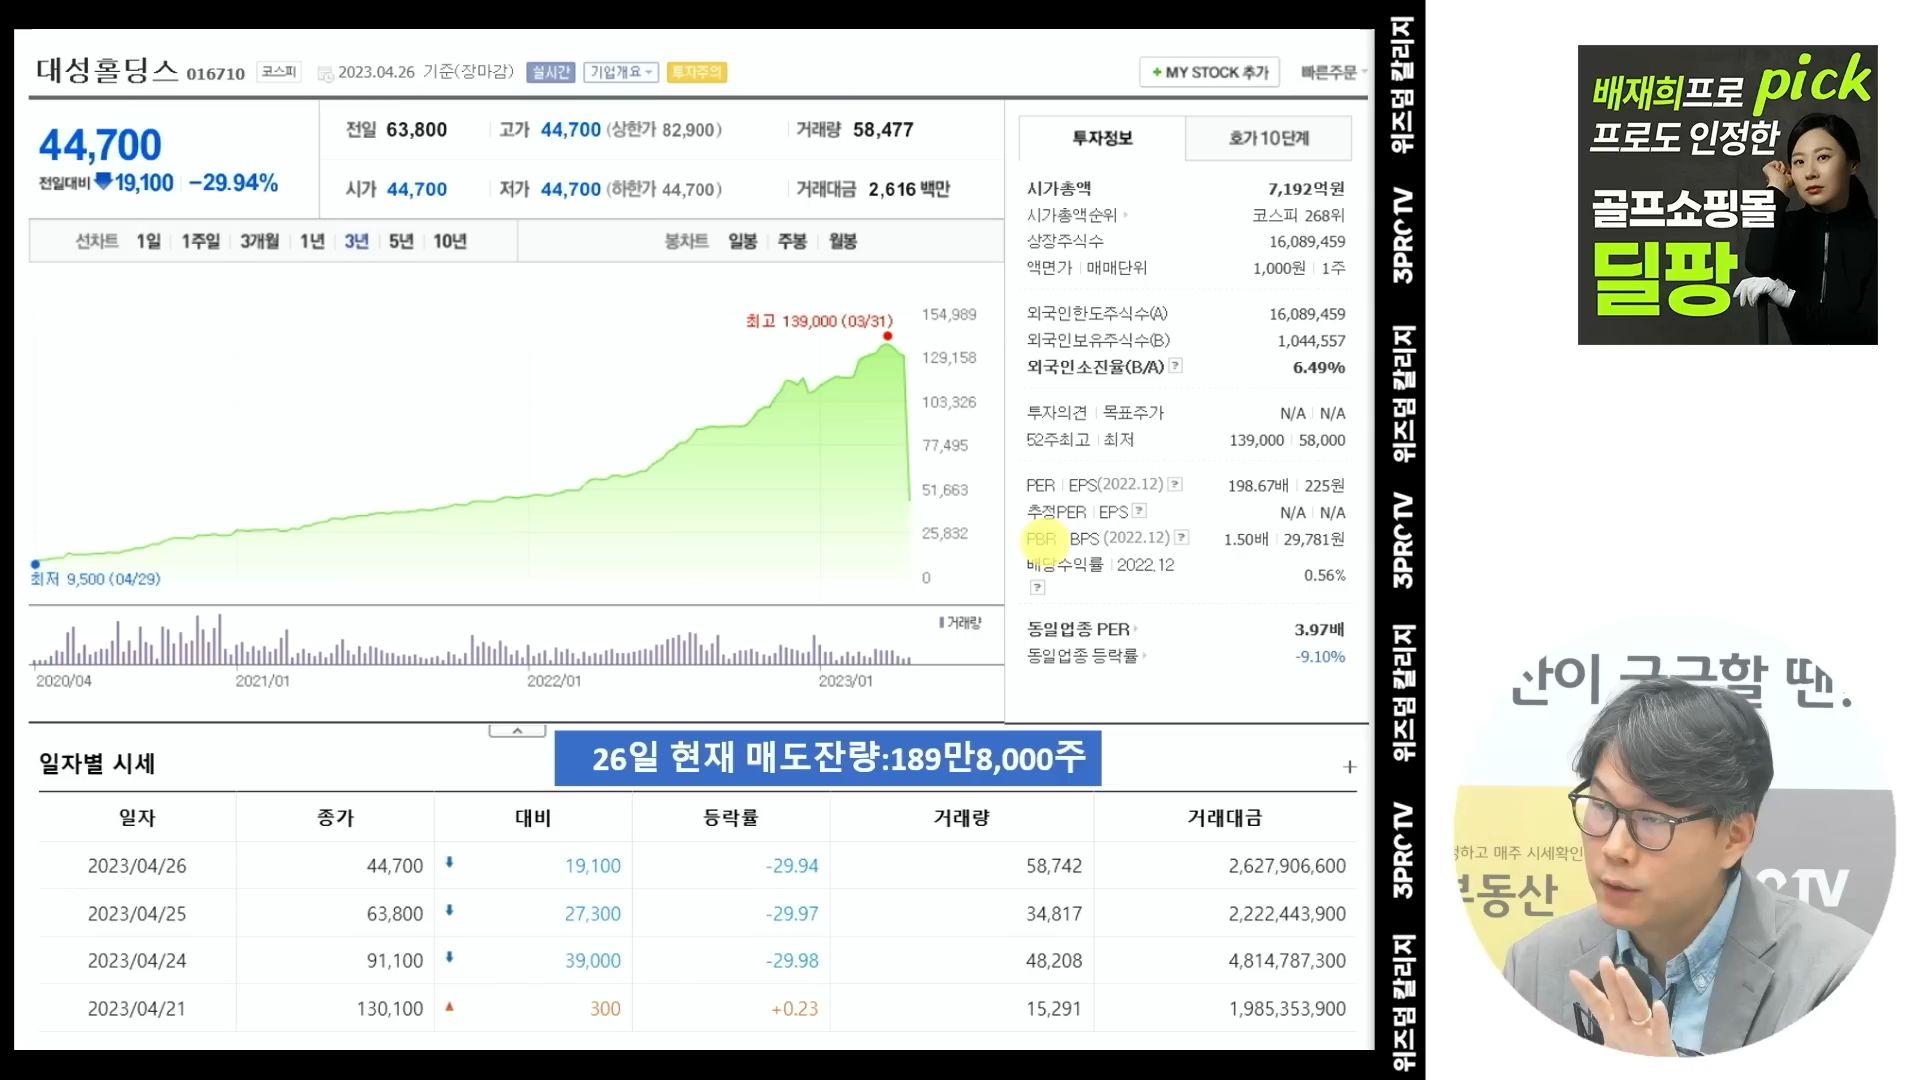 대성홀딩스 016710 코스피 2023.04.26 기준(장마감) 실시간 기업개요 투자주의
+ MY STOCK 추가 빠른주문
44,700
전일대비 19,100 -29.94%
전일 63,800 고가 44,700 (상한가 82,900) 거래량 58,477
시가 44,700 저가 44,700 (하한가 44,700) 거래대금 2,616 백만
선차트 1일 1주일 3개월 1년 3년 5년 10년 봉차트 일봉 주봉 월봉
최고 139,000 (03/31)
154,989
129,158
103,326
77,495
51,663
25,832
0
최저 9,500 (04/29)
거래량
2020/04 2021/01 2022/01 2023/01
투자정보 호가 10단계
시가총액 7,192억원
시가총액순위 코스피 268위
상장주식수 16,089,459
액면가 매매단위 1,000원 1주
외국인한도주식수(A) 16,089,459
외국인보유주식수(B) 1,044,557
외국인소진율(B/A) ? 6.49%
투자의견 목표주가 N/A N/A
52주최고 최저 139,000 58,000
PER EPS(2022.12) ? 198.67배 225원
추정PER EPS ? N/A N/A
PBR BPS (2022.12) ? 1.50배 29,781원
배당수익률 2022.12 0.56%
?
동일업종 PER 3.97배
동일업종 등락률 -9.10%
26일 현재 매도잔량:189만8,000주
일자별 시세 +
일자 종가 대비 등락률 거래량 거래대금
2023/04/26 44,700 19,100 -29.94 58,742 2,627,906,600
2023/04/25 63,800 27,300 -29.97 34,817 2,222,443,900
2023/04/24 91,100 39,000 -29.98 48,208 4,814,787,300
2023/04/21 130,100 300 +0.23 15,291 1,985,353,900
위즈덤 칼리지
3PROTV
위즈덤 칼리지
3PROTV
위즈덤 칼리지
3PROTV
위즈덤 칼리지
배재희프로 pick
프로도 인정한
골프쇼핑몰
딜팡
하고 매주 시세확인
부동산
TV